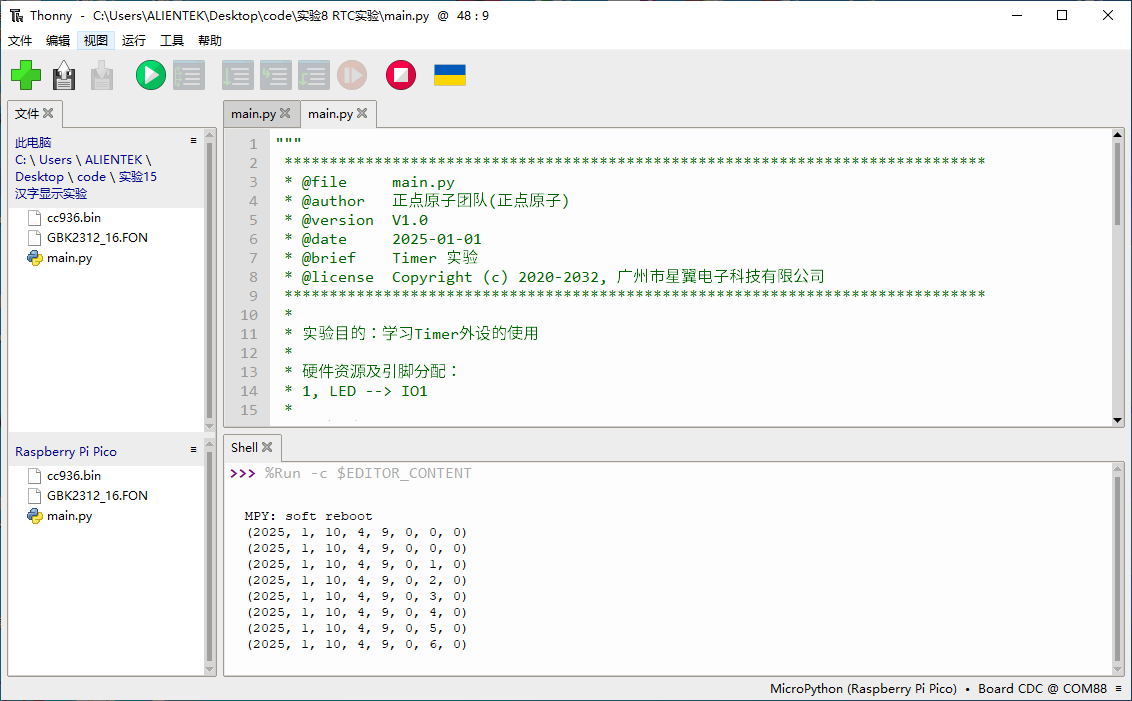 Thonny - C:\Users\ALIENTEK\Desktop\code\实验8 RTC实验\main.py @ 48 : 9
文件 编辑 视图 运行 工具 帮助
文件
此电脑
C: \ Users \ ALIENTEK \
Desktop \ code \ 实验15
汉字显示实验
cc936.bin
GBK2312_16.FON
main.py
Raspberry Pi Pico
cc936.bin
GBK2312_16.FON
main.py
main.py main.py
1 """
2 ******************************************************************************
3 * @file main.py
4 * @author 正点原子团队(正点原子)
5 * @version V1.0
6 * @date 2025-01-01
7 * @brief Timer 实验
8 * @license Copyright (c) 2020-2032, 广州市星翼电子科技有限公司
9 ******************************************************************************
10 *
11 * 实验目的：学习Timer外设的使用
12 *
13 * 硬件资源及引脚分配：
14 * 1, LED --> IO1
15 *
Shell
>>> %Run -c $EDITOR_CONTENT
MPY: soft reboot
(2025, 1, 10, 4, 9, 0, 0, 0)
(2025, 1, 10, 4, 9, 0, 0, 0)
(2025, 1, 10, 4, 9, 0, 1, 0)
(2025, 1, 10, 4, 9, 0, 2, 0)
(2025, 1, 10, 4, 9, 0, 3, 0)
(2025, 1, 10, 4, 9, 0, 4, 0)
(2025, 1, 10, 4, 9, 0, 5, 0)
(2025, 1, 10, 4, 9, 0, 6, 0)
MicroPython (Raspberry Pi Pico) • Board CDC @ COM88 ≡